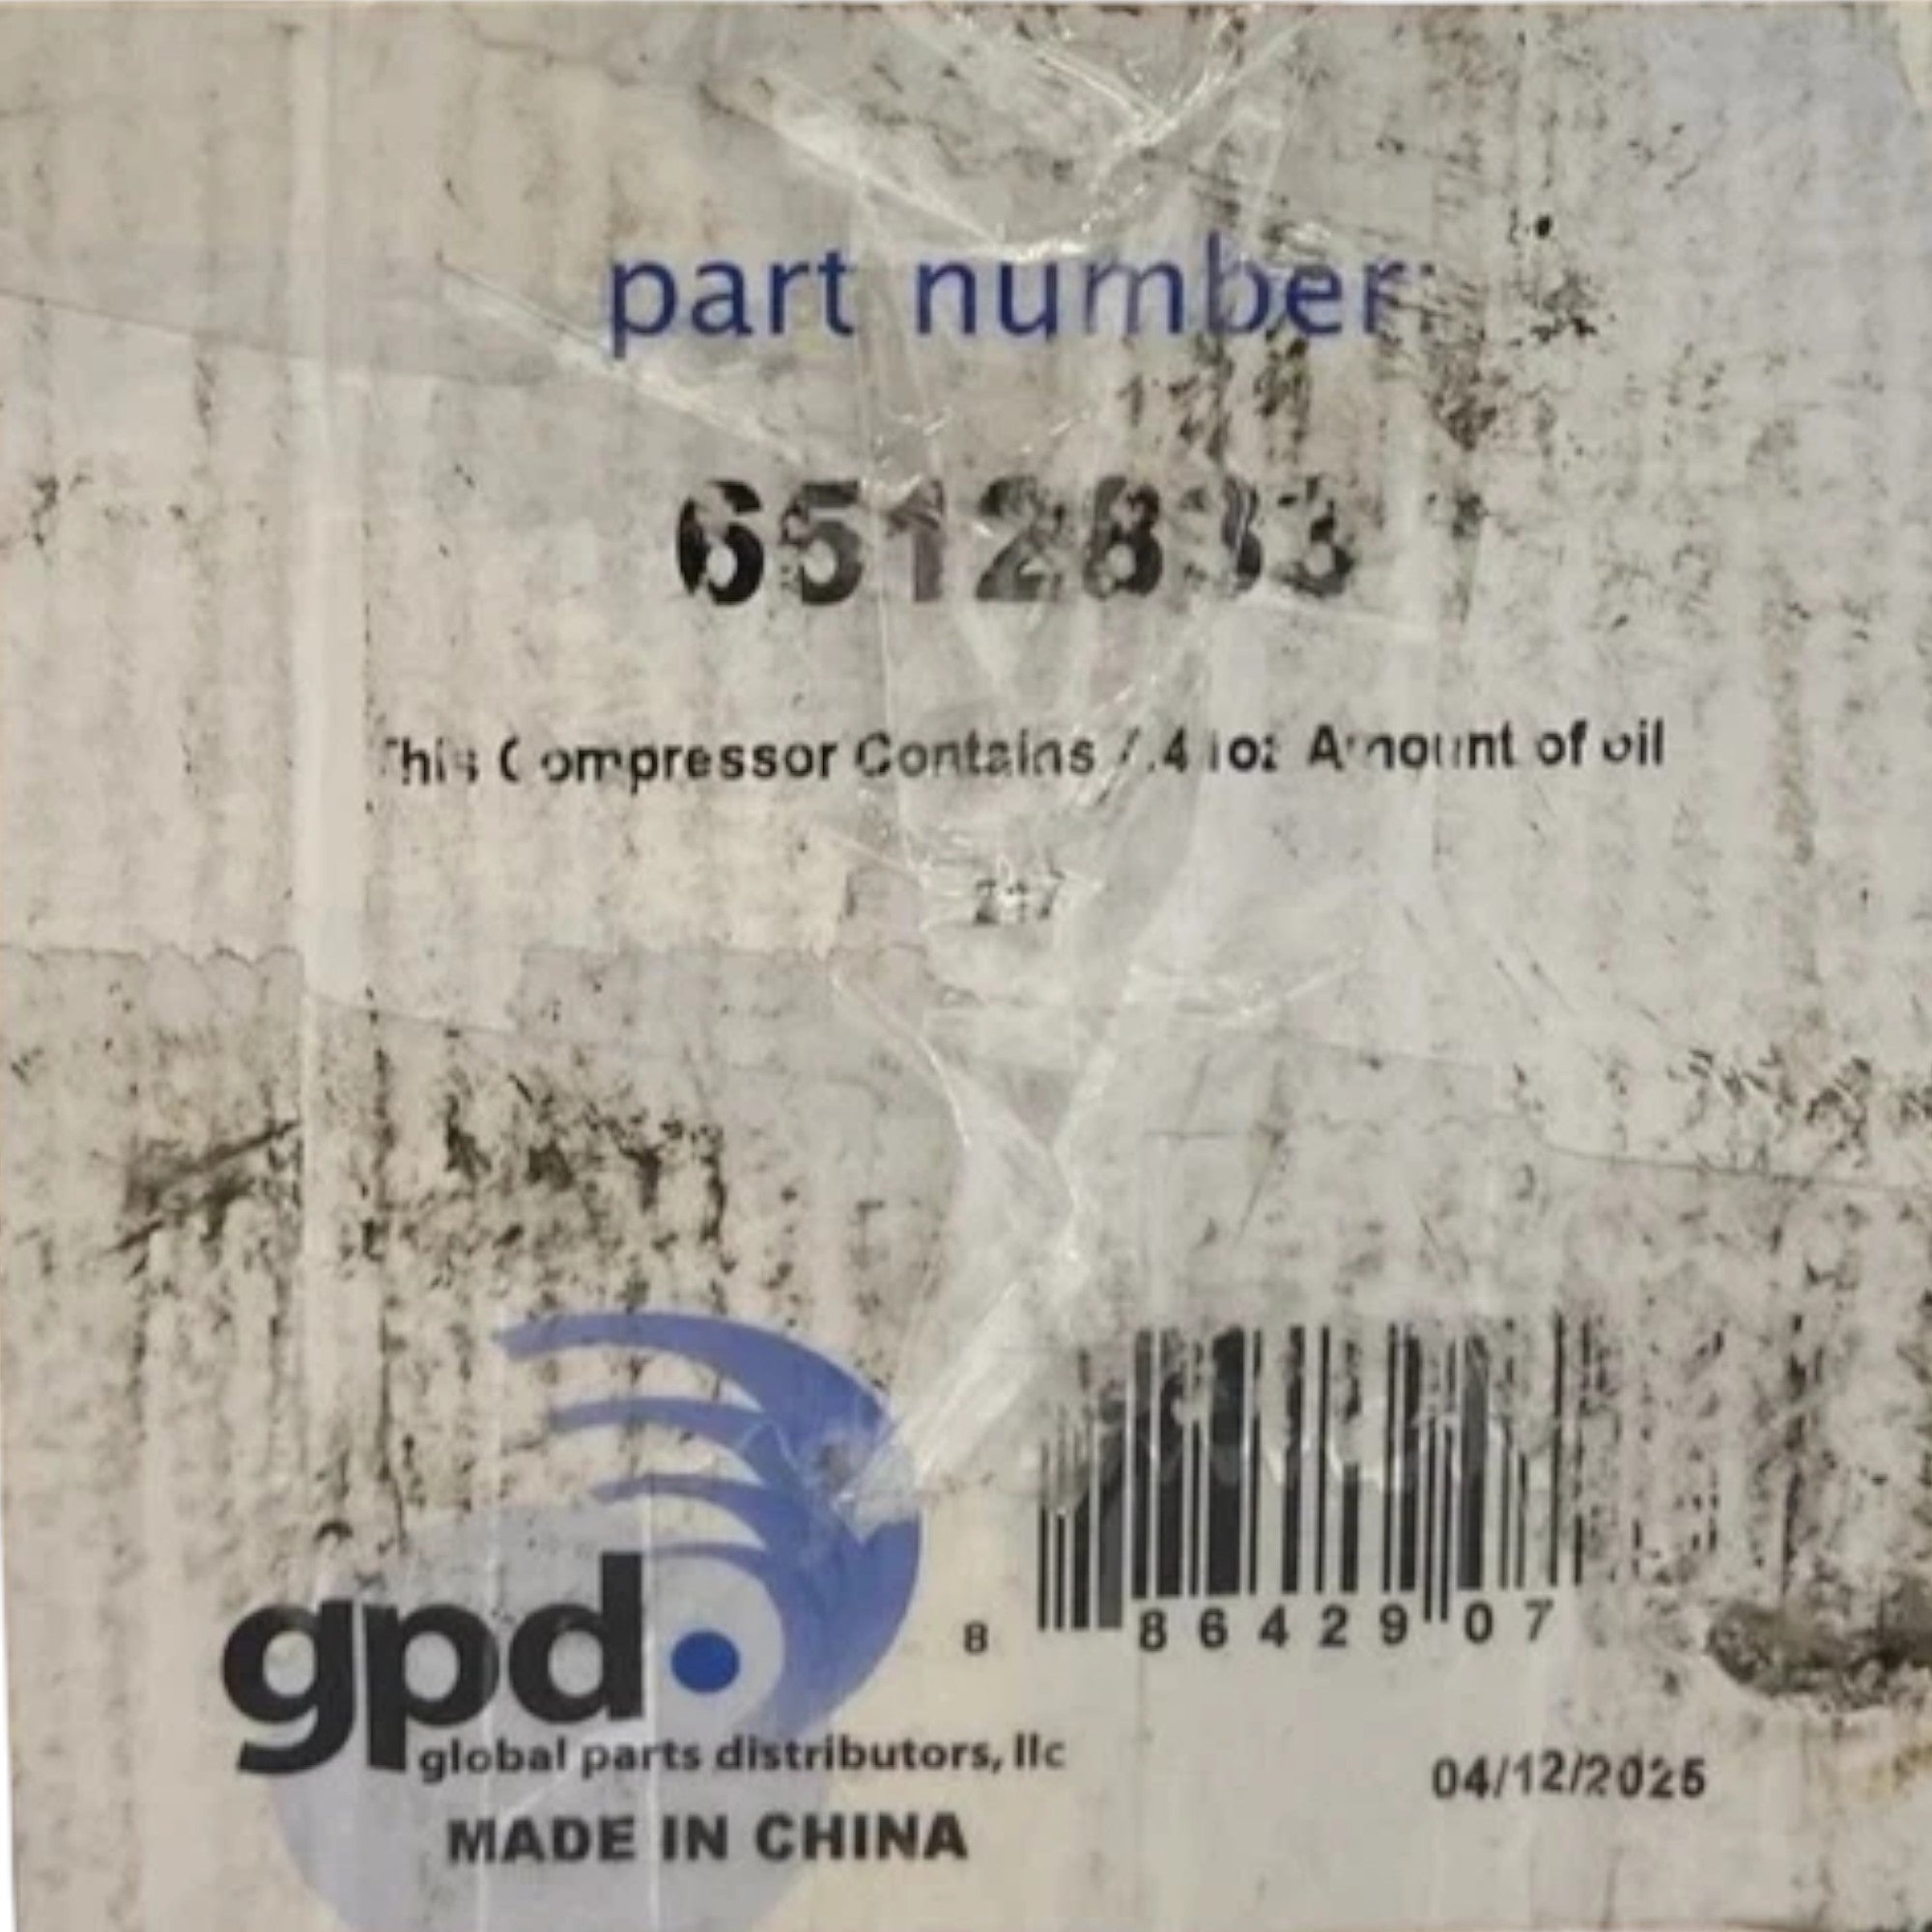 part number
6512833
This Compressor Contains oz Amount of oil
gpd
global parts distributors, llc
MADE IN CHINA
8 86429 07
04/12/2025